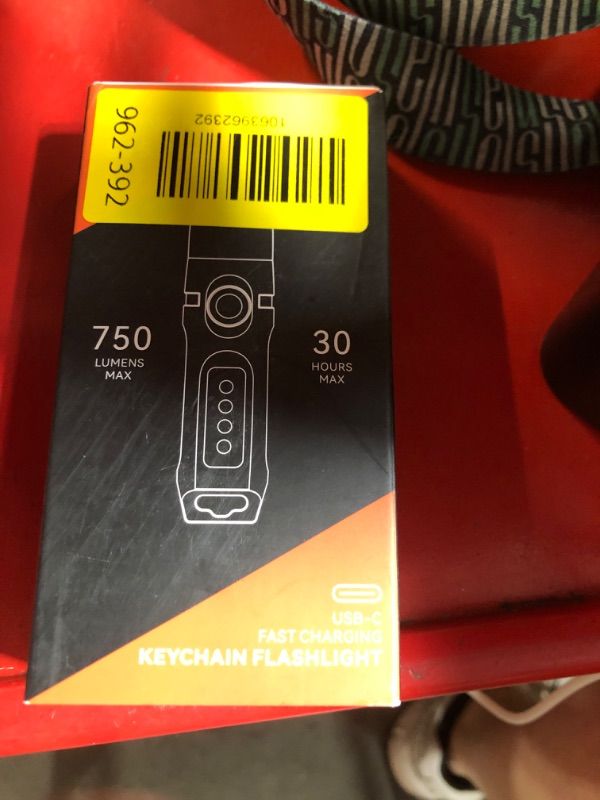 10639962392
962-392
750
LUMENS
MAX
30
HOURS
MAX
USB-C
FAST CHARGING
KEYCHAIN FLASHLIGHT